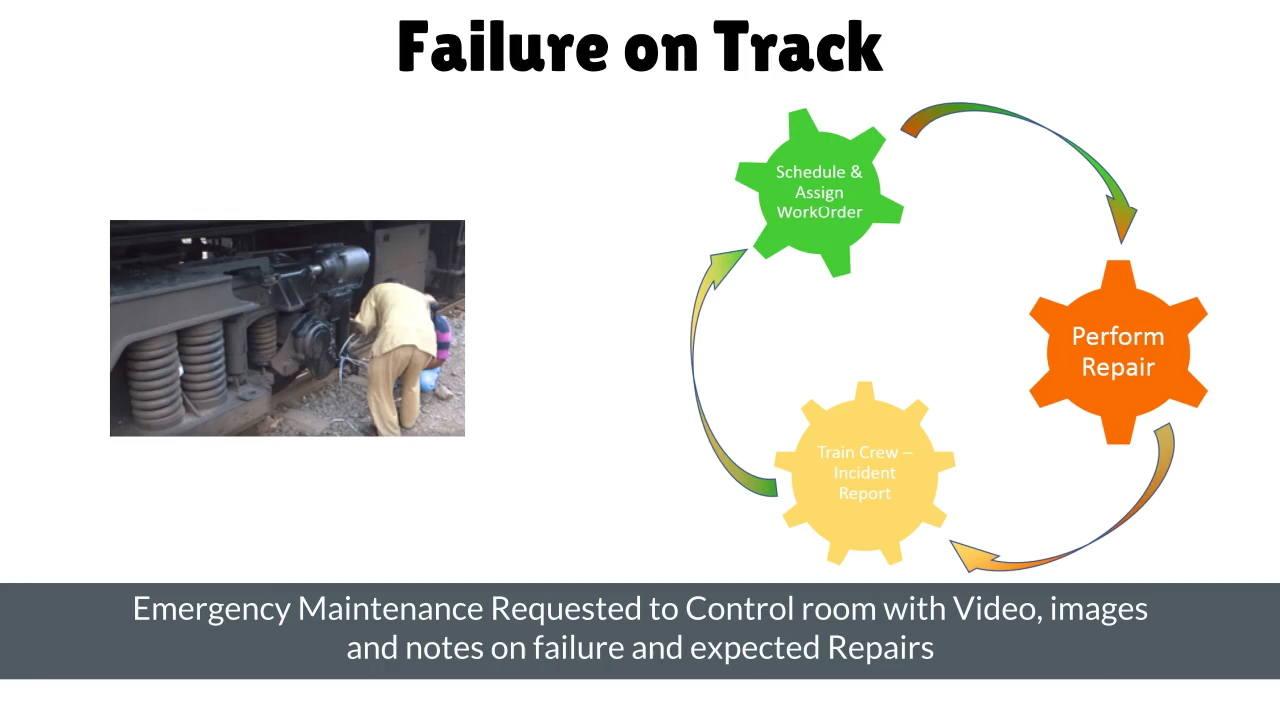 Failure on Track
Schedule &
Assign
WorkOrder
Perform
Repair
Train Crew –
Incident
Report
Emergency Maintenance Requested to Control room with Video, images
and notes on failure and expected Repairs